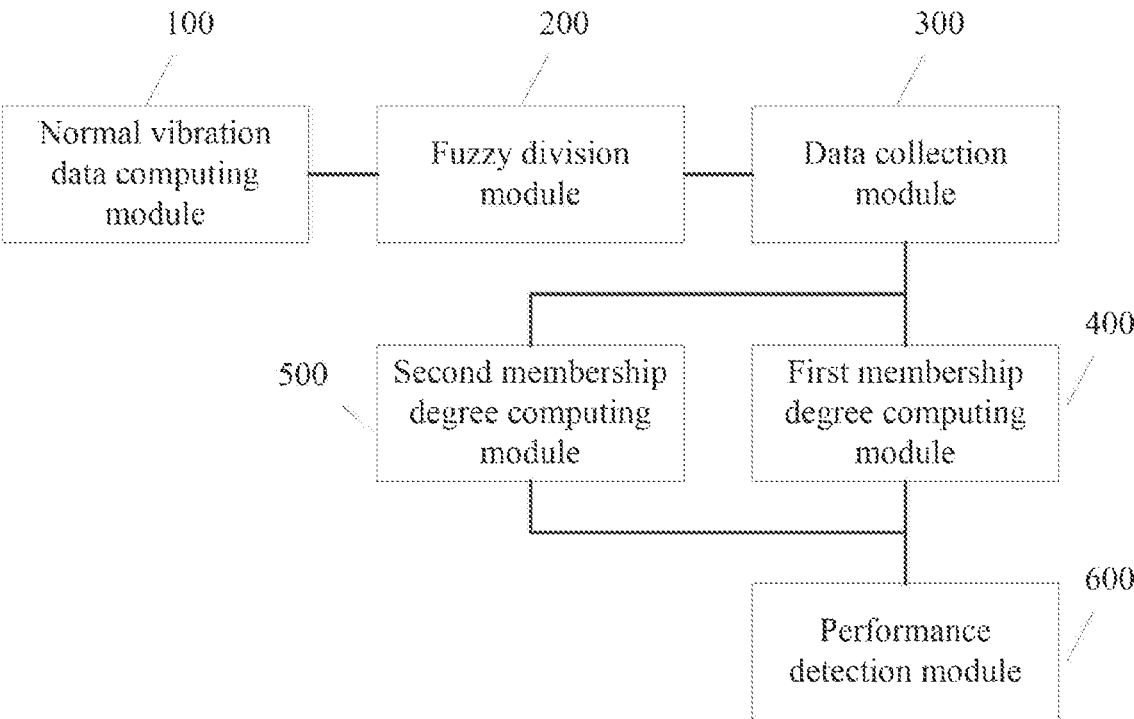 100
200
300
Normal vibration
data computing
module
Fuzzy division
module
Data collection
module
400
500
Second membership
degree computing
module
First membership
degree computing
module
600
Performance
detection module